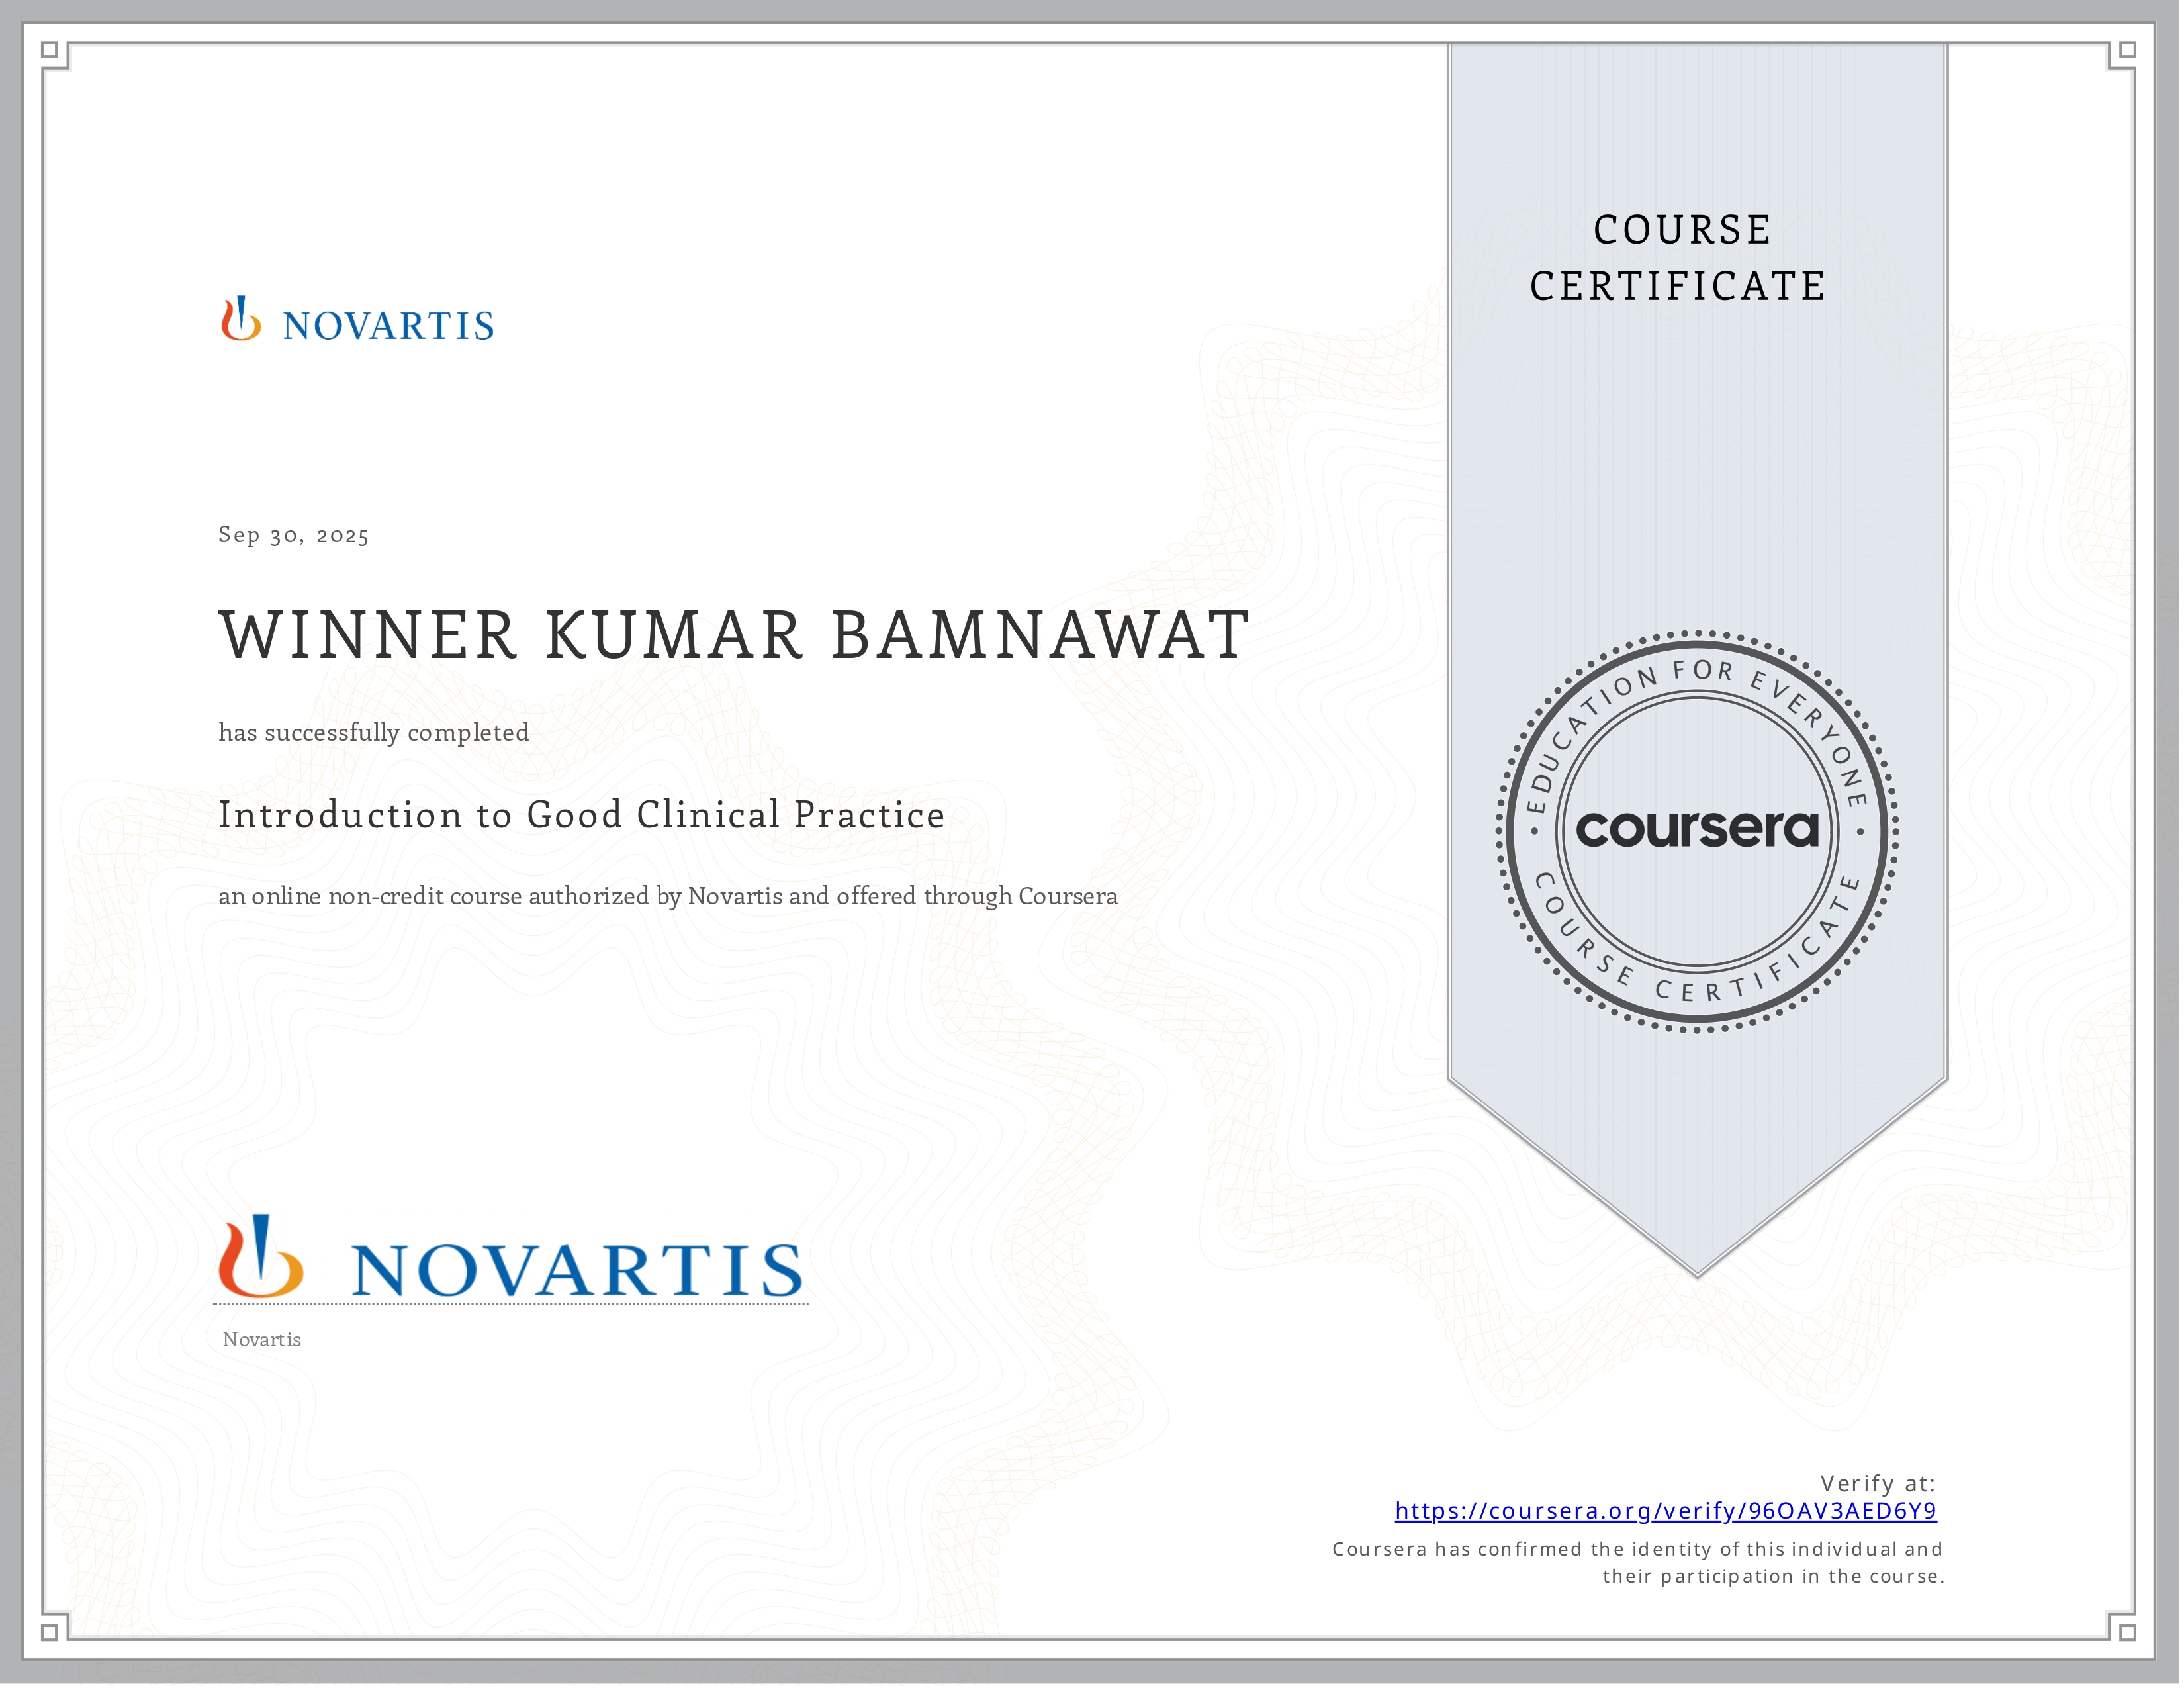 COURSE
CERTIFICATE
NOVARTIS
Sep 30, 2025
WINNER KUMAR BAMNAWAT
has successfully completed
Introduction to Good Clinical Practice
an online non-credit course authorized by Novartis and offered through Coursera
EDUCATION FOR EVERYONE
coursera
COURSE CERTIFICATE
NOVARTIS
Novartis
Verify at:
https://coursera.org/verify/96OAV3AED6Y9
Coursera has confirmed the identity of this individual and
their participation in the course.